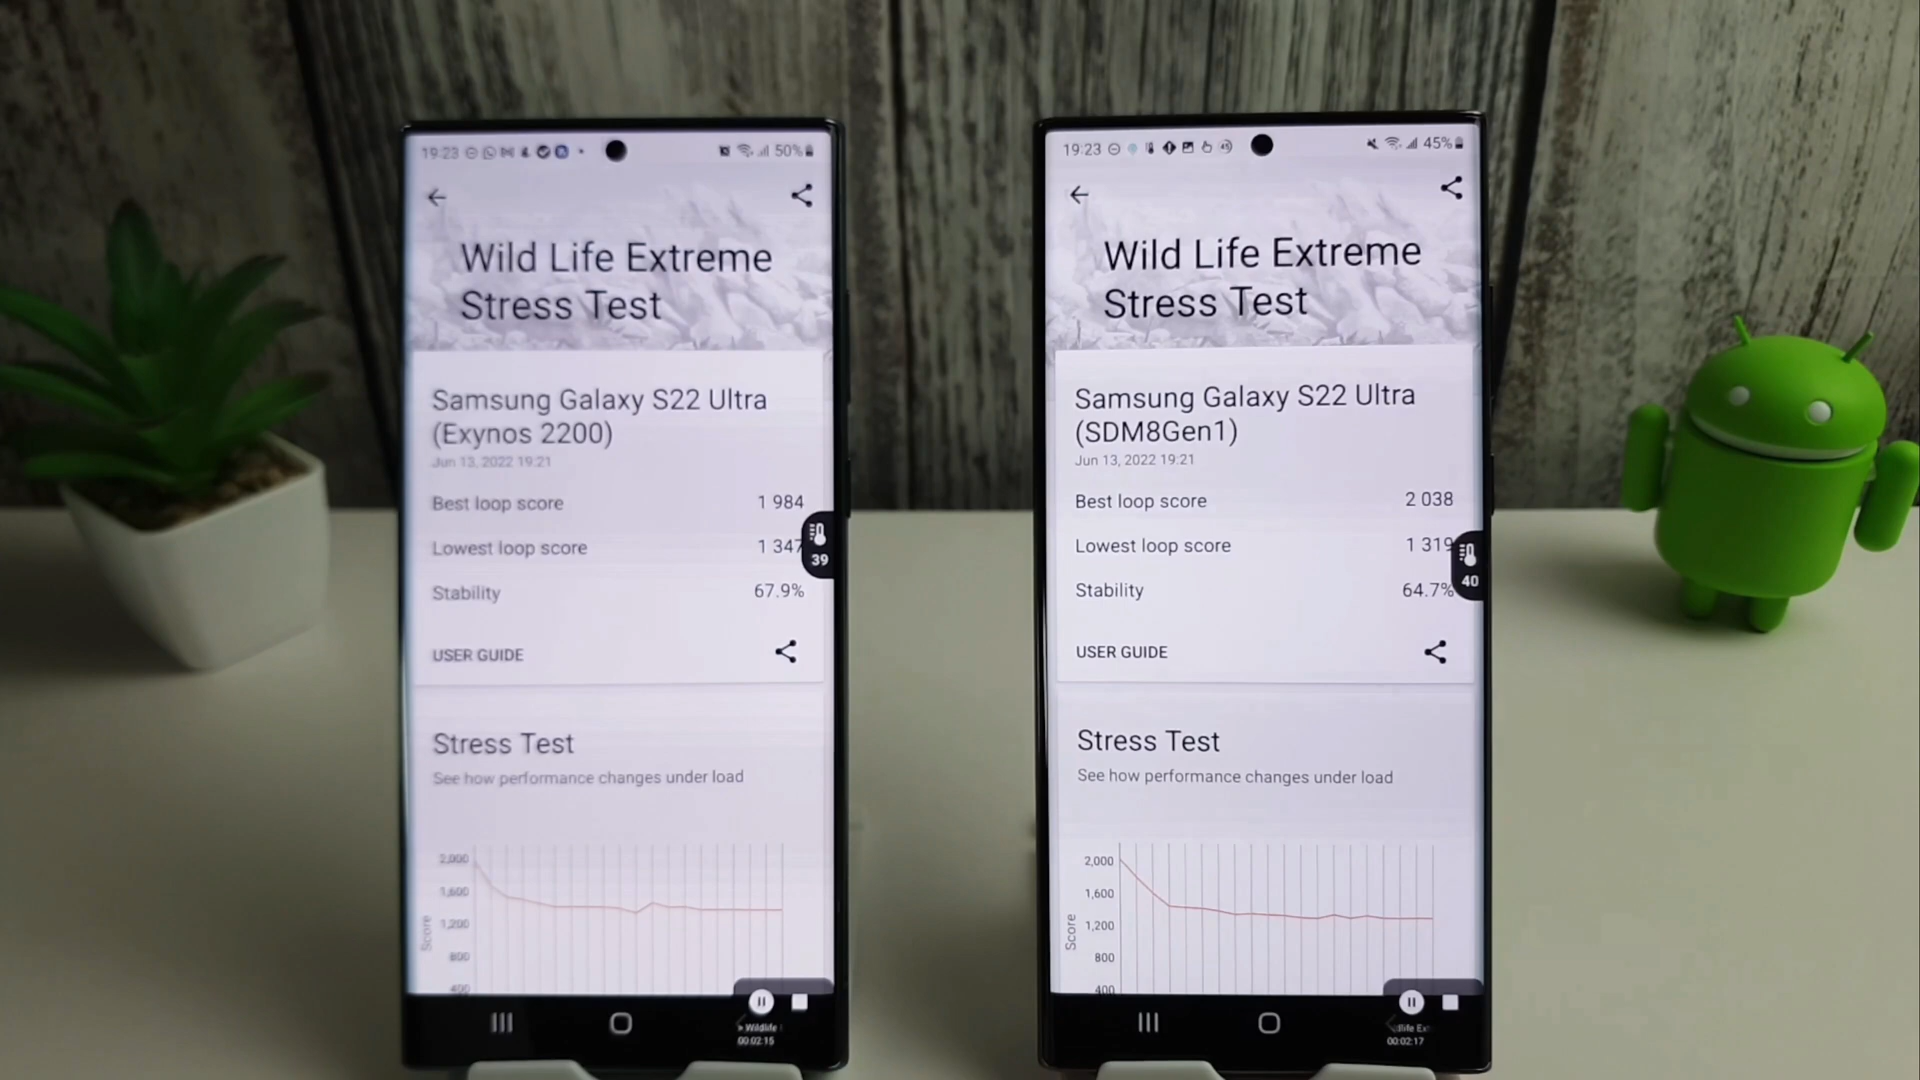 19:23
50%
Wild Life Extreme
Stress Test
Samsung Galaxy S22 Ultra
(Exynos 2200)
Jun 13, 2022 19:21
Best loop score 1 984
Lowest loop score 1 347
39
Stability 67.9%
USER GUIDE
Stress Test
See how performance changes under load
2,000
1,600
1,200
800
400
Score
Wildlife
00:02:15
19:23
45%
Wild Life Extreme
Stress Test
Samsung Galaxy S22 Ultra
(SDM8Gen1)
Jun 13, 2022 19:21
Best loop score 2 038
Lowest loop score 1 319
40
Stability 64.7%
USER GUIDE
Stress Test
See how performance changes under load
2,000
1,600
1,200
800
400
Score
dlife Ex
00:02:17